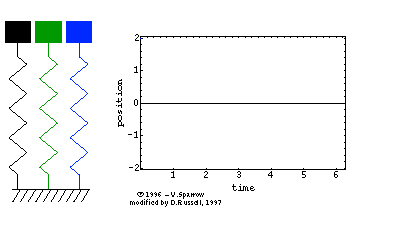 2
1
0
-1
-2
position
1 2 3 4 5 6
time
© 1996 - V.Sparrow
modified by D.Russell, 1997